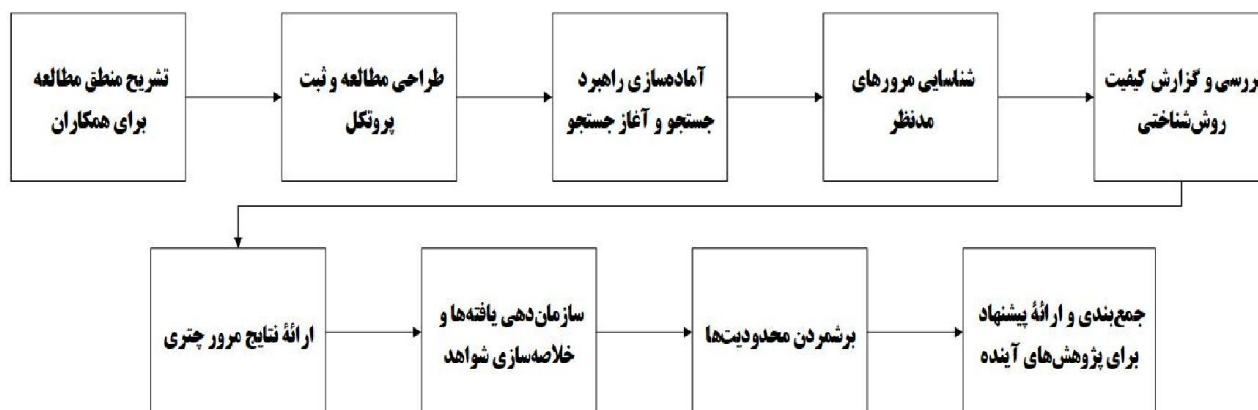 تشریح منطق مطالعه
برای همکاران
طراحی مطالعه و ثبت
پروتکل
آماده‌سازی راهبرد
جستجو و آغاز جستجو
شناسایی مرورهای
مدنظر
بررسی و گزارش کیفیت
روش‌شناختی
ارائۀ نتایج مرور چتری
سازمان‌دهی یافته‌ها و
خلاصه‌سازی شواهد
برشمردن محدودیت‌ها
جمع‌بندی و ارائۀ پیشنهاد
برای پژوهش‌های آینده